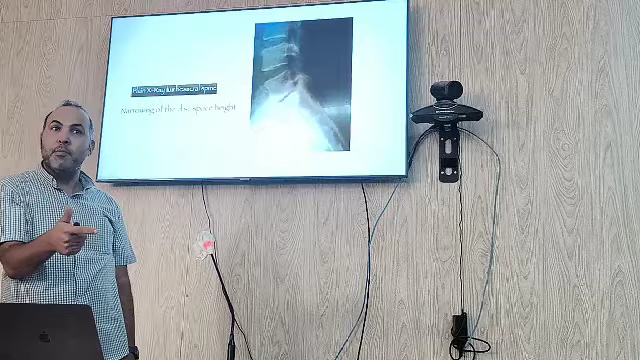 Plain X-Ray lumbosacral spine
Narrowing of the disc space height